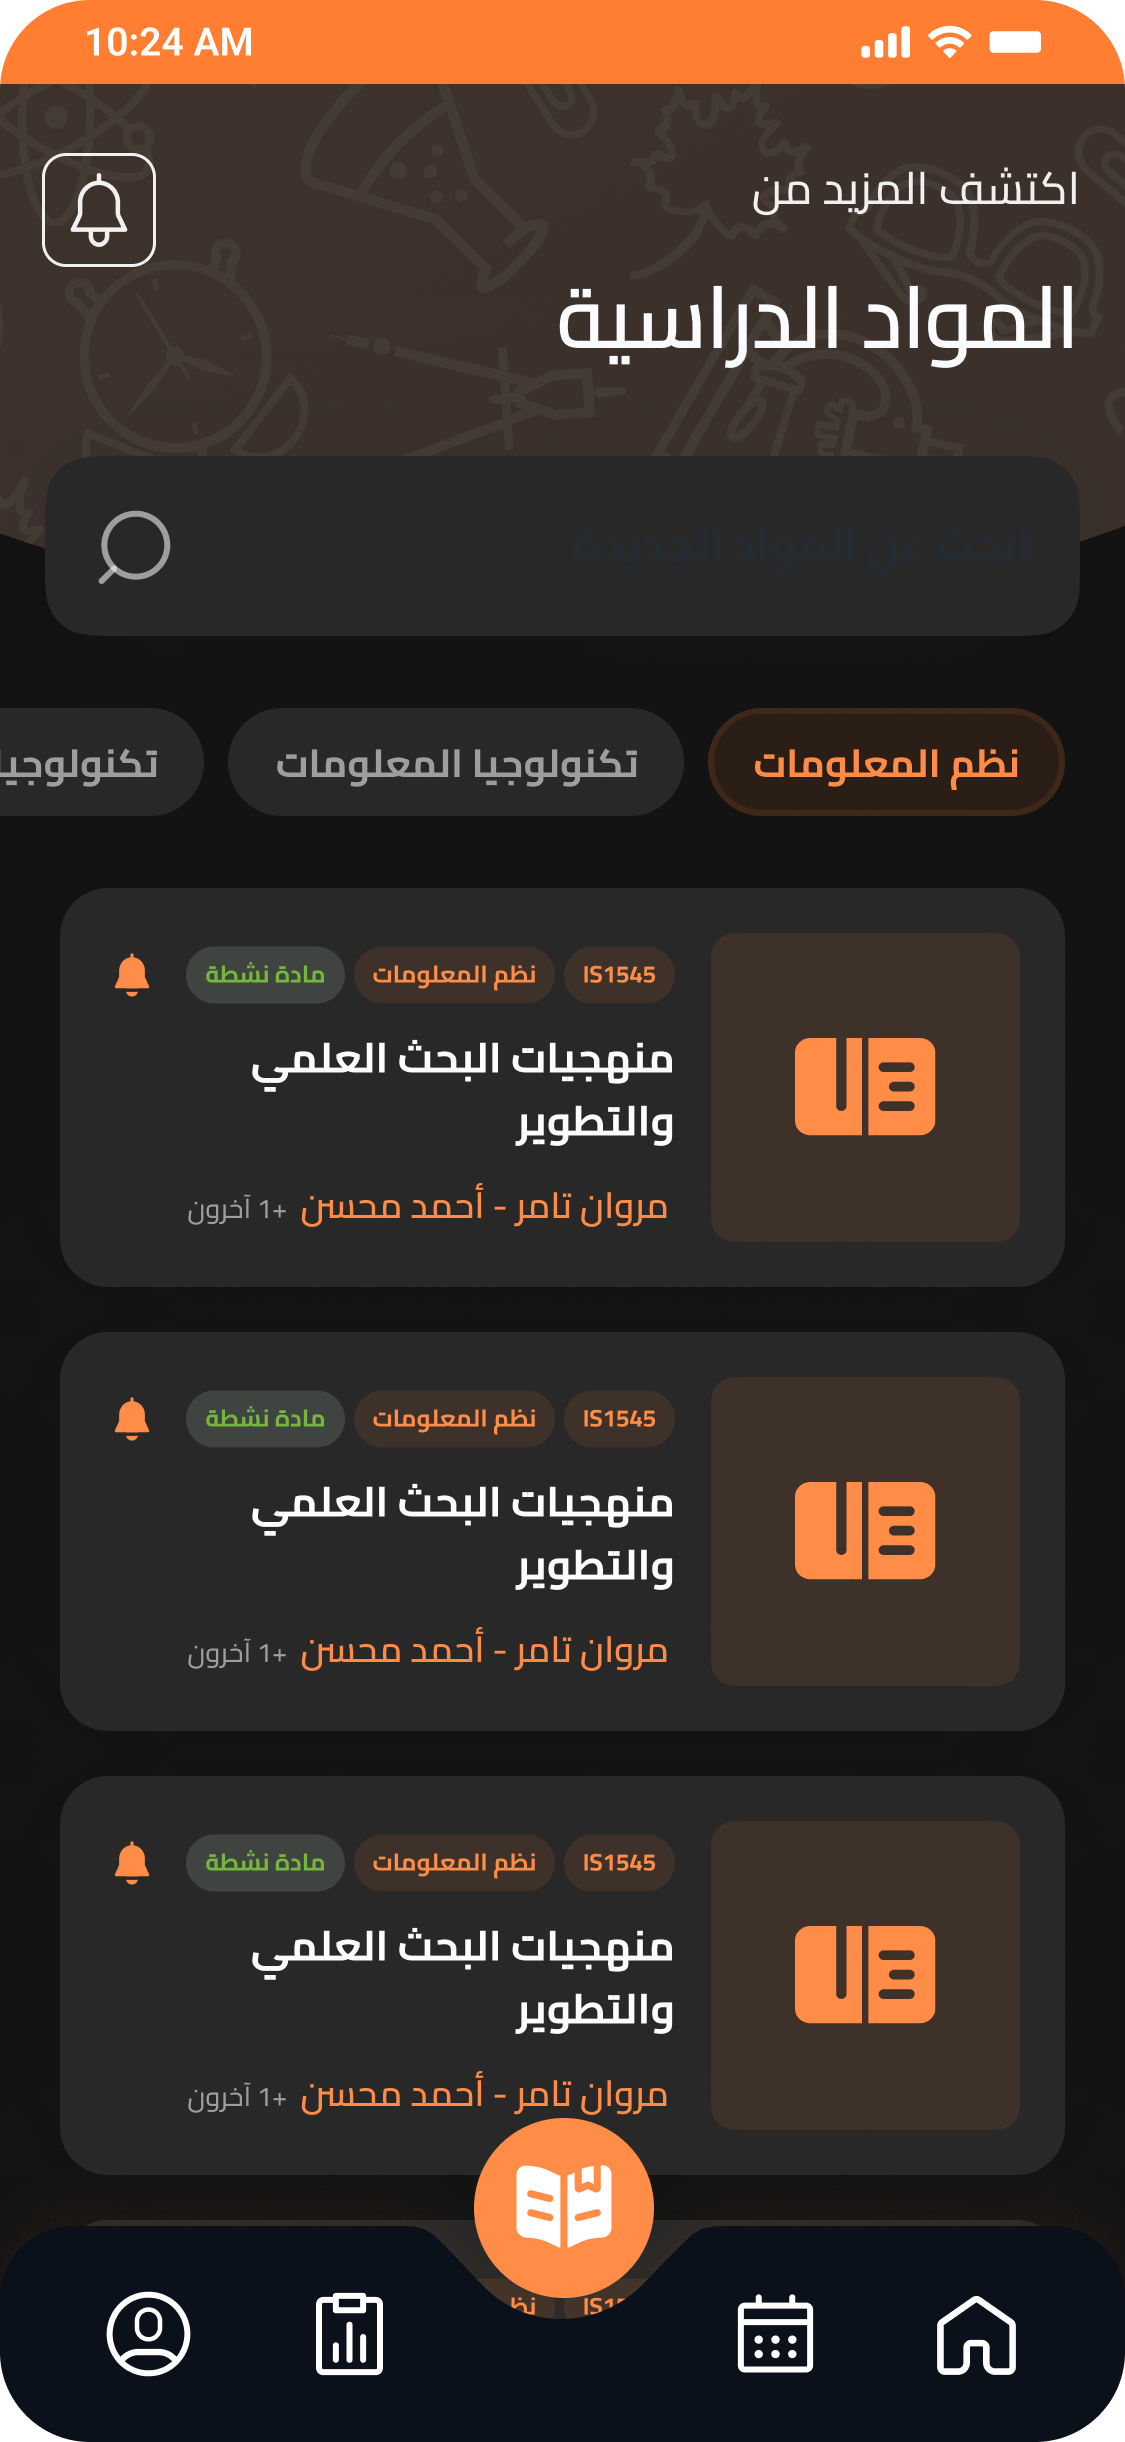 10:24 AM
اكتشف المزيد من
المواد الدراسية
ابحث عن المواد الجديدة
نظم المعلومات
تكنولوجيا المعلومات
تكنولوجيا
IS1545
نظم المعلومات
مادة نشطة
منهجيات البحث العلمي
والتطوير
مروان تامر - أحمد محسن +1 آخرون
IS1545
نظم المعلومات
مادة نشطة
منهجيات البحث العلمي
والتطوير
مروان تامر - أحمد محسن +1 آخرون
IS1545
نظم المعلومات
مادة نشطة
منهجيات البحث العلمي
والتطوير
مروان تامر - أحمد محسن +1 آخرون